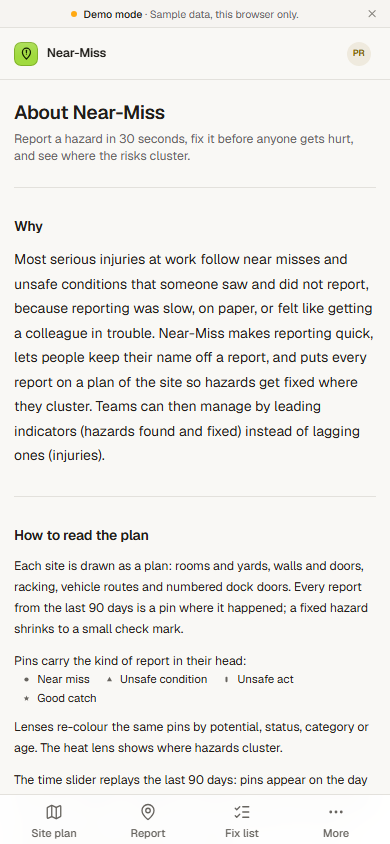 Demo mode · Sample data, this browser only.
Near-Miss
PR
About Near-Miss
Report a hazard in 30 seconds, fix it before anyone gets hurt,
and see where the risks cluster.
Why
Most serious injuries at work follow near misses and
unsafe conditions that someone saw and did not report,
because reporting was slow, on paper, or felt like getting
a colleague in trouble. Near-Miss makes reporting quick,
lets people keep their name off a report, and puts every
report on a plan of the site so hazards get fixed where
they cluster. Teams can then manage by leading
indicators (hazards found and fixed) instead of lagging
ones (injuries).
How to read the plan
Each site is drawn as a plan: rooms and yards, walls and doors,
racking, vehicle routes and numbered dock doors. Every report
from the last 90 days is a pin where it happened; a fixed hazard
shrinks to a small check mark.
Pins carry the kind of report in their head:
Near miss Unsafe condition Unsafe act
Good catch
Lenses re-colour the same pins by potential, status, category or
age. The heat lens shows where hazards cluster.
The time slider replays the last 90 days: pins appear on the day
Site plan Report Fix list More